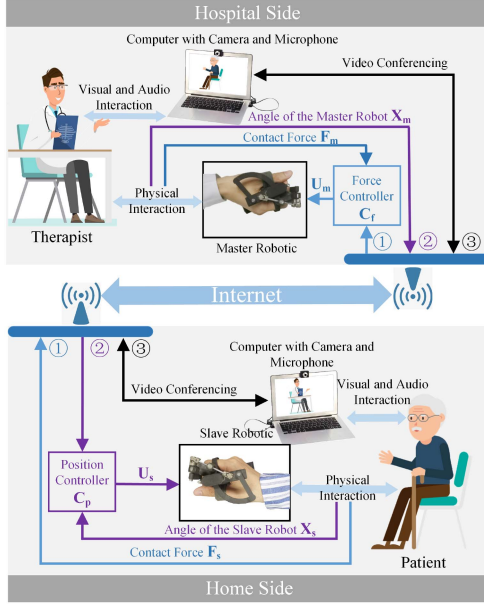 Hospital Side
Computer with Camera and Microphone
Visual and Audio
Interaction
Video Conferencing
Angle of the Master Robot Xm
Contact Force Fm
Physical
Interaction
Um
Force
Controller
Cf
Therapist
Master Robotic
① ② ③
Internet
① ② ③
Computer with Camera and
Microphone
Video Conferencing
Visual and Audio
Interaction
Slave Robotic
Position
Controller
Cp
Us
Physical
Interaction
Angle of the Slave Robot Xs
Contact Force Fs
Patient
Home Side